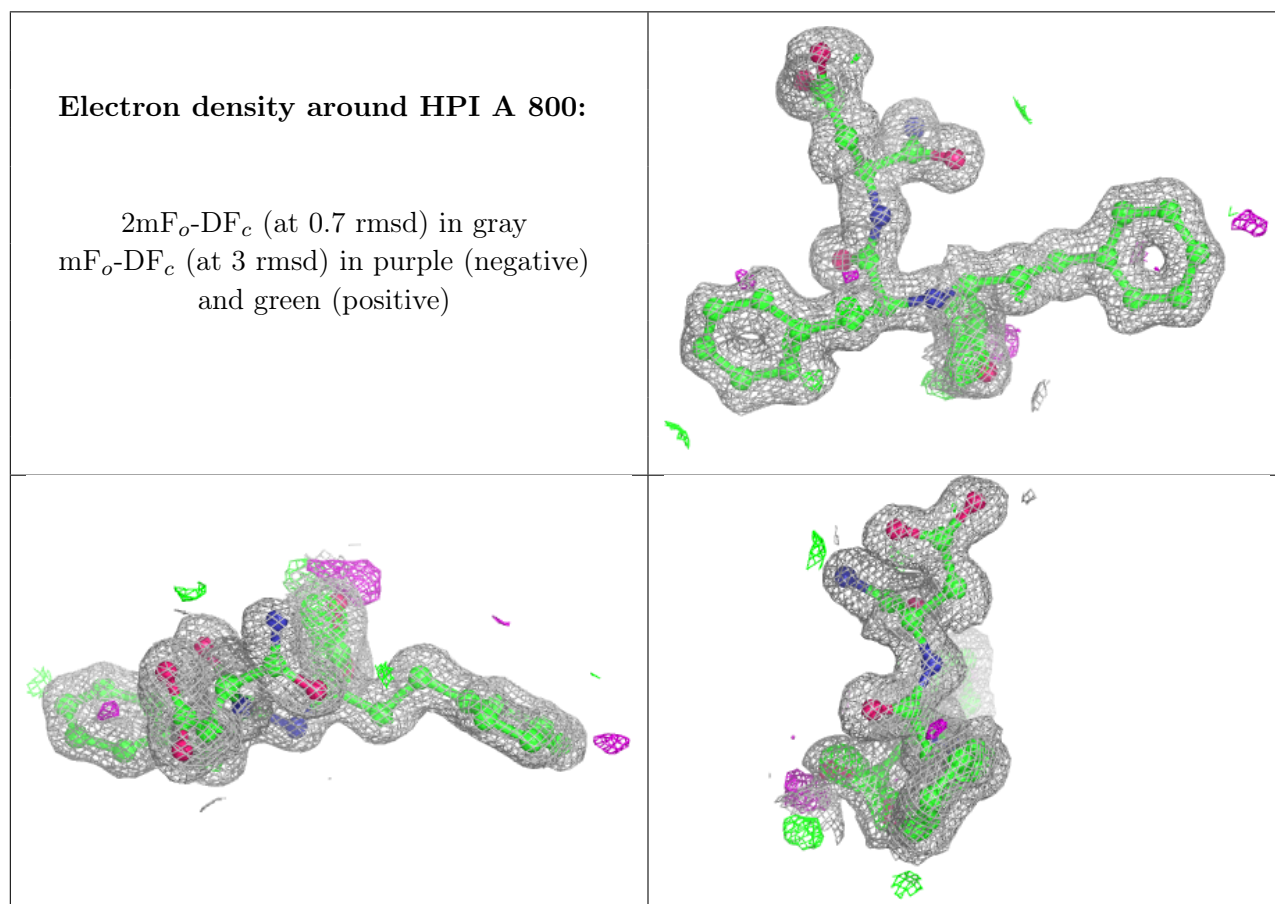 Electron density around HPI A 800:
2mFo-DFc (at 0.7 rmsd) in gray
mFo-DFc (at 3 rmsd) in purple (negative)
and green (positive)